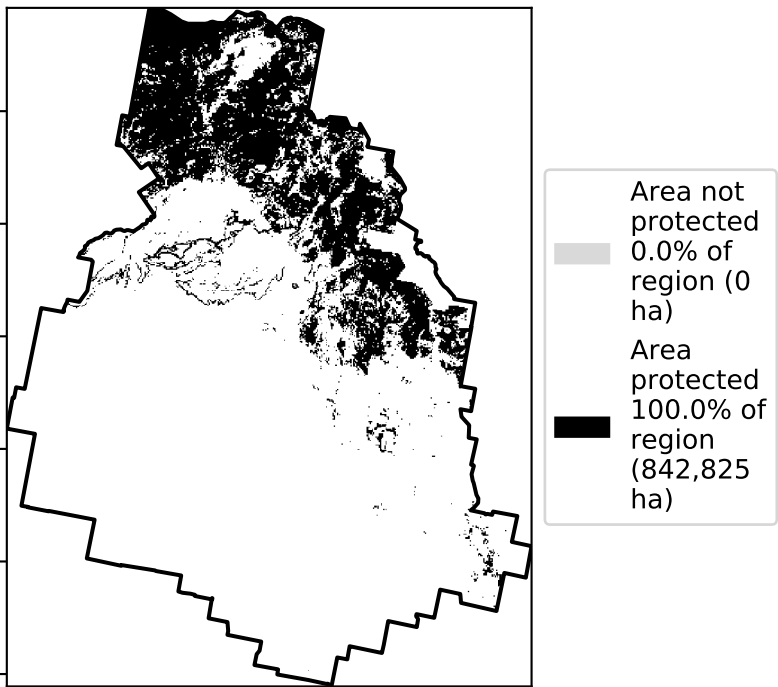 Area not
protected
0.0% of
region (0
ha)
Area
protected
100.0% of
region
(842,825
ha)